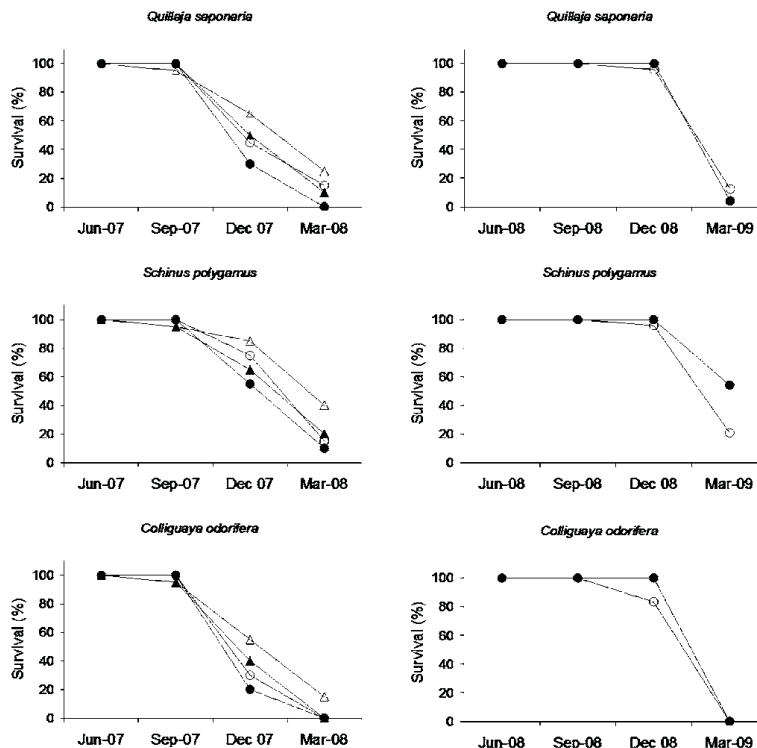 Quillaja saponaria
Survival (%)
100
80
60
40
20
0
Jun-07 Sep-07 Dec 07 Mar-08
Quillaja saponaria
Survival (%)
100
80
60
40
20
0
Jun-08 Sep-08 Dec 08 Mar-09
Schinus polygamus
Survival (%)
100
80
60
40
20
0
Jun-07 Sep-07 Dec 07 Mar-08
Schinus polygamus
Survival (%)
100
80
60
40
20
0
Jun-08 Sep-08 Dec 08 Mar-09
Colliguaya odorifera
Survival (%)
100
80
60
40
20
0
Jun-07 Sep-07 Dec 07 Mar-08
Colliguaya odorifera
Survival (%)
100
80
60
40
20
0
Jun-08 Sep-08 Dec 08 Mar-09